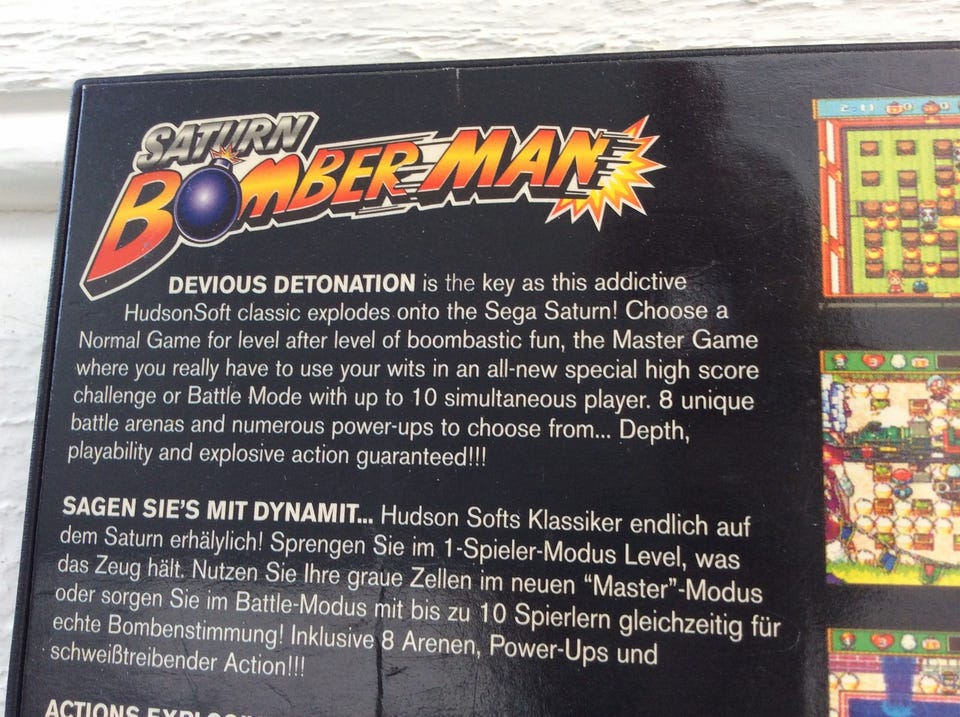 SATURN
BOMBERMAN
DEVIOUS DETONATION is the key as this addictive
HudsonSoft classic explodes onto the Sega Saturn! Choose a
Normal Game for level after level of boombastic fun, the Master Game
where you really have to use your wits in an all-new special high score
challenge or Battle Mode with up to 10 simultaneous player. 8 unique
battle arenas and numerous power-ups to choose from... Depth,
playability and explosive action guaranteed!!!
SAGEN SIE'S MIT DYNAMIT... Hudson Softs Klassiker endlich auf
dem Saturn erhälylich! Sprengen Sie im 1-Spieler-Modus Level, was
das Zeug hält. Nutzen Sie Ihre graue Zellen im neuen "Master"-Modus
oder sorgen Sie im Battle-Modus mit bis zu 10 Spierlern gleichzeitig für
echte Bombenstimmung! Inklusive 8 Arenen, Power-Ups und
schweißtreibender Action!!!
ACTIONS